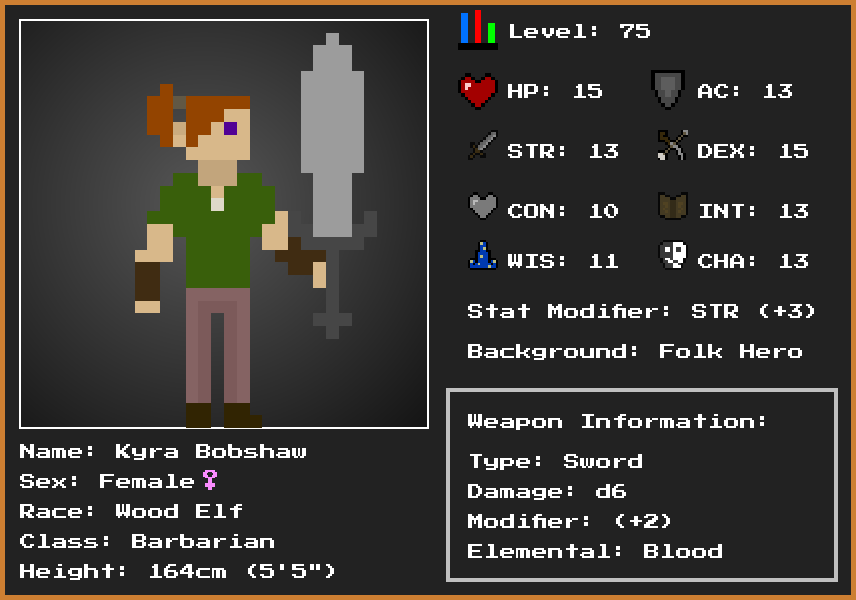 Level: 75
HP: 15 AC: 13
STR: 13 DEX: 15
CON: 10 INT: 13
WIS: 11 CHA: 13
Stat Modifier: STR (+3)
Background: Folk Hero
Weapon Information:
Type: Sword
Damage: d6
Modifier: (+2)
Elemental: Blood
Name: Kyra Bobshaw
Sex: Female♀
Race: Wood Elf
Class: Barbarian
Height: 164cm (5'5")